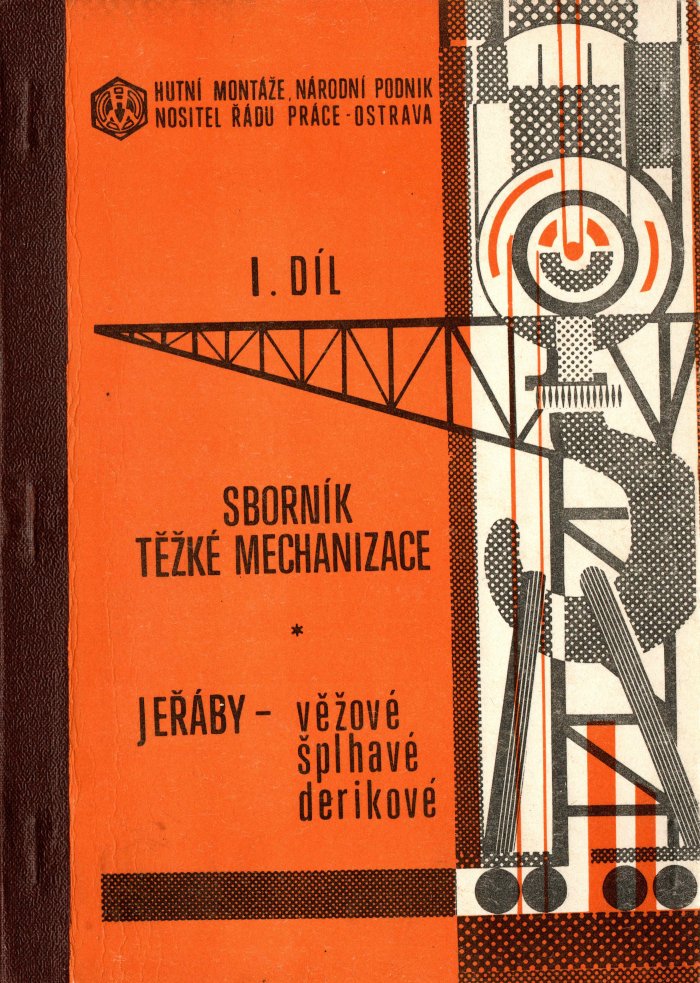 HUTNÍ MONTÁŽE, NÁRODNÍ PODNIK
NOSITEL ŘÁDU PRÁCE - OSTRAVA
I. DÍL
SBORNÍK
TĚŽKÉ MECHANIZACE
*
JEŘÁBY - věžové
šplhavé
derikové